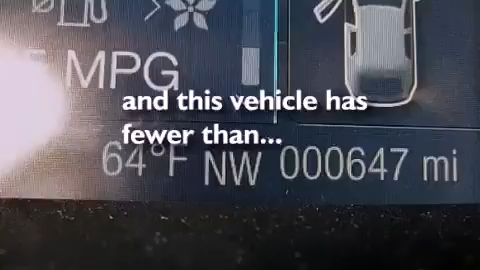 MPG
and this vehicle has
fewer than...
64°F NW 000647 mi